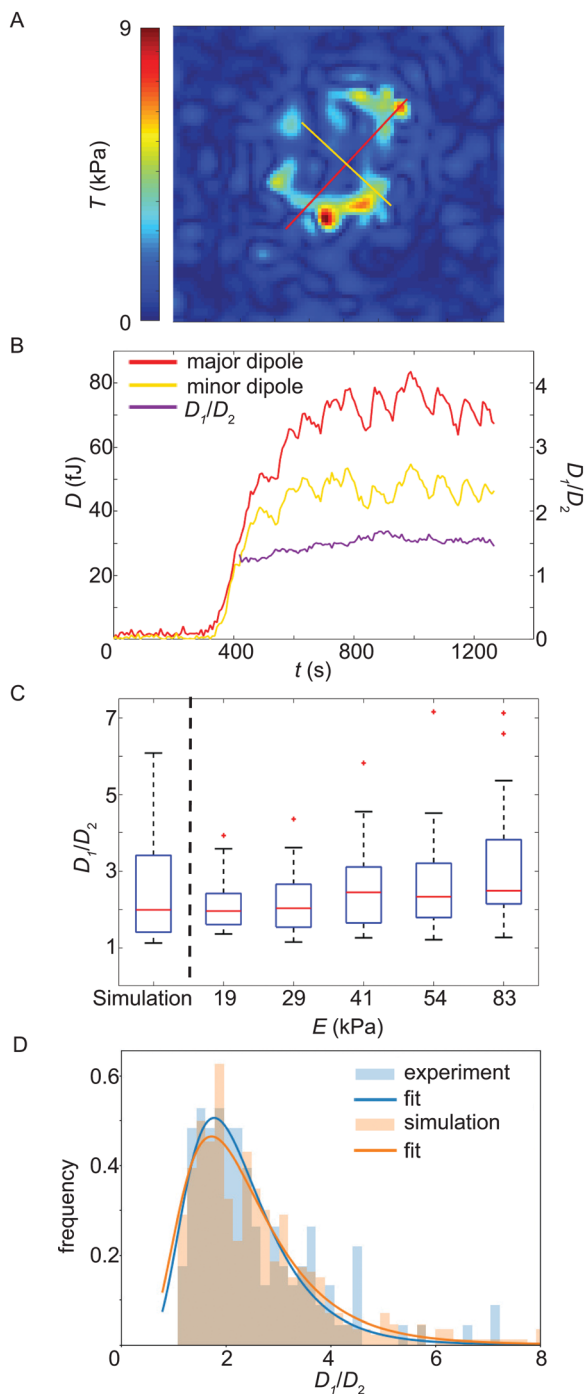 A
9
T (kPa)
0
B
major dipole
minor dipole
D₁/D₂
80
60
40
20
0
D (fJ)
4
3
2
1
0
D₁/D₂
0 400 800 1200
t (s)
C
7
5
3
1
D₁/D₂
Simulation 19 29 41 54 83
E (kPa)
D
experiment
fit
simulation
fit
0.6
0.4
0.2
frequency
0 2 4 6 8
D₁/D₂